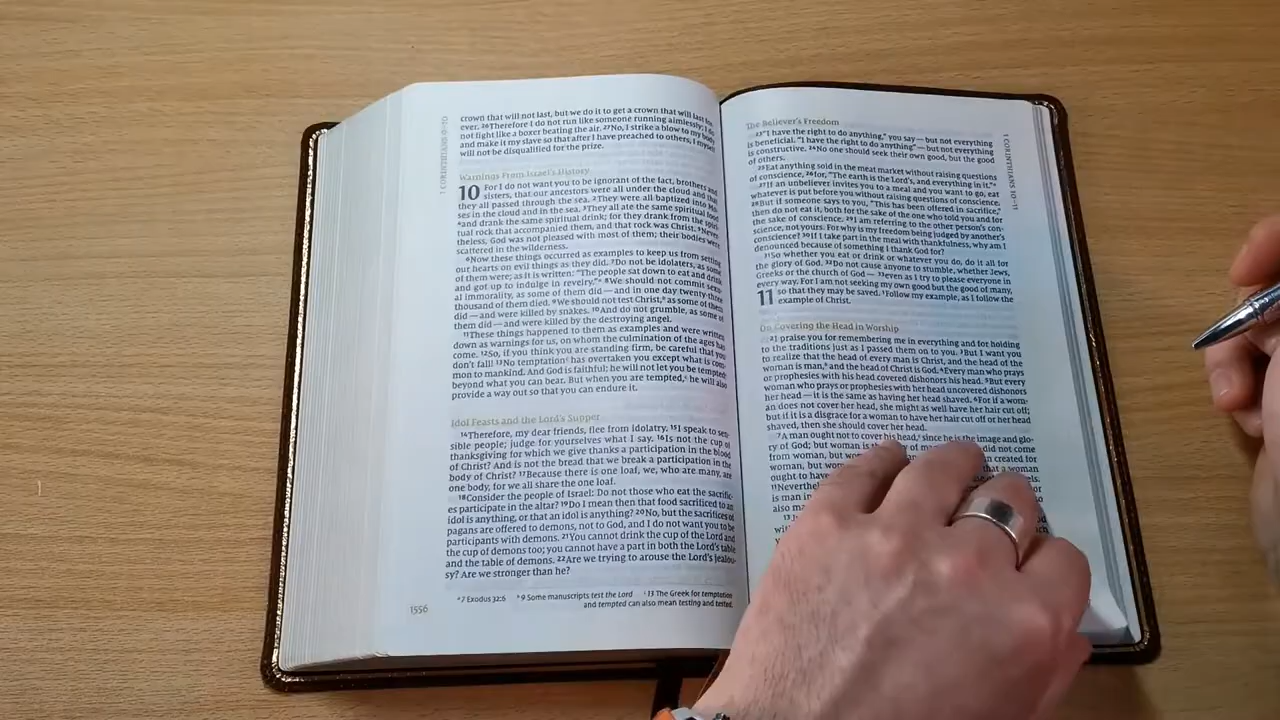 1 CORINTHIANS 9–10
crown that will not last, but we do it to get a crown that will last for
ever. 26Therefore I do not run like someone running aimlessly; I do
not fight like a boxer beating the air. 27No, I strike a blow to my body
and make it my slave so that after I have preached to others, I myself
will not be disqualified for the prize.
Warnings From Israel's History
10 For I do not want you to be ignorant of the fact, brothers and
sisters, that our ancestors were all under the cloud and that
they all passed through the sea. 2They were all baptized into Mo-
ses in the cloud and in the sea. 3They all ate the same spiritual food
4and drank the same spiritual drink; for they drank from the spiri-
tual rock that accompanied them, and that rock was Christ. 5Never-
theless, God was not pleased with most of them; their bodies were
scattered in the wilderness.
6Now these things occurred as examples to keep us from setting
our hearts on evil things as they did. 7Do not be idolaters, as some
of them were; as it is written: "The people sat down to eat and drink
and got up to indulge in revelry."a 8We should not commit sexu-
al immorality, as some of them did — and in one day twenty-three
thousand of them died. 9We should not test Christ,b as some of them
did — and were killed by snakes. 10And do not grumble, as some of
them did — and were killed by the destroying angel.
11These things happened to them as examples and were written
down as warnings for us, on whom the culmination of the ages has
come. 12So, if you think you are standing firm, be careful that you
don't fall! 13No temptationc has overtaken you except what is com-
mon to mankind. And God is faithful; he will not let you be tempted
beyond what you can bear. But when you are tempted,c he will also
provide a way out so that you can endure it.
Idol Feasts and the Lord's Supper
14Therefore, my dear friends, flee from idolatry. 15I speak to sen-
sible people; judge for yourselves what I say. 16Is not the cup of
thanksgiving for which we give thanks a participation in the blood
of Christ? And is not the bread that we break a participation in the
body of Christ? 17Because there is one loaf, we, who are many, are
one body, for we all share the one loaf.
18Consider the people of Israel: Do not those who eat the sacrific-
es participate in the altar? 19Do I mean then that food sacrificed to an
idol is anything, or that an idol is anything? 20No, but the sacrifices of
pagans are offered to demons, not to God, and I do not want you to be
participants with demons. 21You cannot drink the cup of the Lord and
the cup of demons too; you cannot have a part in both the Lord's table
and the table of demons. 22Are we trying to arouse the Lord's jealou-
sy? Are we stronger than he?
a7 Exodus 32:6 b9 Some manuscripts test the Lord c13 The Greek for temptation
and tempted can also mean testing and tested.
1556
The Believer's Freedom
23"I have the right to do anything," you say — but not everything
is beneficial. "I have the right to do anything" — but not everything
is constructive. 24No one should seek their own good, but the good
of others.
25Eat anything sold in the meat market without raising questions
of conscience, 26for, "The earth is the Lord's, and everything in it."a
27If an unbeliever invites you to a meal and you want to go, eat
whatever is put before you without raising questions of conscience.
28But if someone says to you, "This has been offered in sacrifice,"
then do not eat it, both for the sake of the one who told you and for
the sake of conscience. 29I am referring to the other person's con-
science, not yours. For why is my freedom being judged by another's
conscience? 30If I take part in the meal with thankfulness, why am I
denounced because of something I thank God for?
31So whether you eat or drink or whatever you do, do it all for
the glory of God. 32Do not cause anyone to stumble, whether Jews,
Greeks or the church of God — 33even as I try to please everyone in
every way. For I am not seeking my own good but the good of many,
11 so that they may be saved. 1Follow my example, as I follow the
example of Christ.
On Covering the Head in Worship
2I praise you for remembering me in everything and for holding
to the traditions just as I passed them on to you. 3But I want you
to realize that the head of every man is Christ, and the head of the
woman is man,b and the head of Christ is God. 4Every man who prays
or prophesies with his head covered dishonors his head. 5But every
woman who prays or prophesies with her head uncovered dishonors
her head — it is the same as having her head shaved. 6For if a wom-
an does not cover her head, she might as well have her hair cut off;
but if it is a disgrace for a woman to have her hair cut off or her head
shaved, then she should cover her head.
7A man ought not to cover his head,c since he is the image and glo-
ry of God; but woman is did not come
from woman, but created for
woman, but that a woman
ought to have
11Neverthel
is man in
also ma
1 CORINTHIANS 10–11